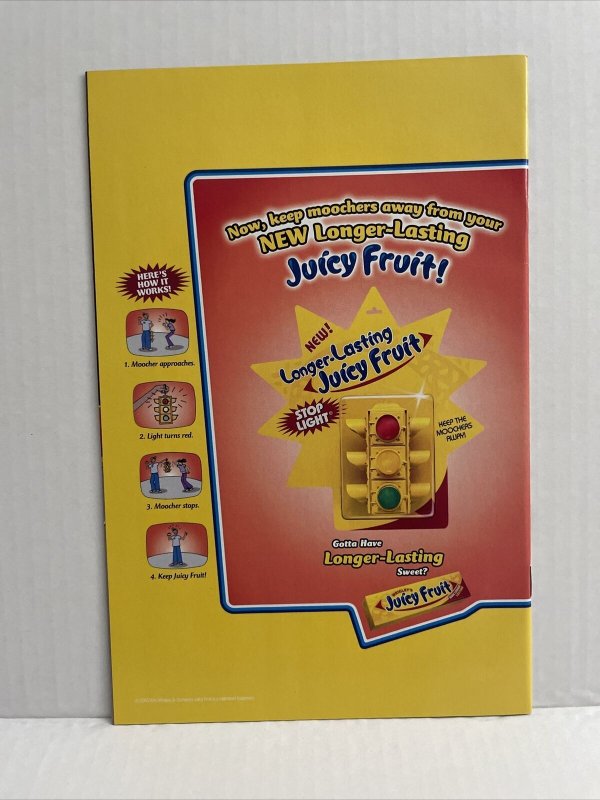 Now, keep moochers away from your
NEW Longer-Lasting
Juicy Fruit!
HERE'S
HOW IT
WORKS!
1. Moocher approaches.
2. Light turns red.
3. Moocher stops.
4. Keep Juicy Fruit!
NEW!
Longer-Lasting
Juicy Fruit
STOP
LIGHT
KEEP THE
MOOCHERS
AWAY!
Gotta Have
Longer-Lasting
Sweet?
Juicy Fruit